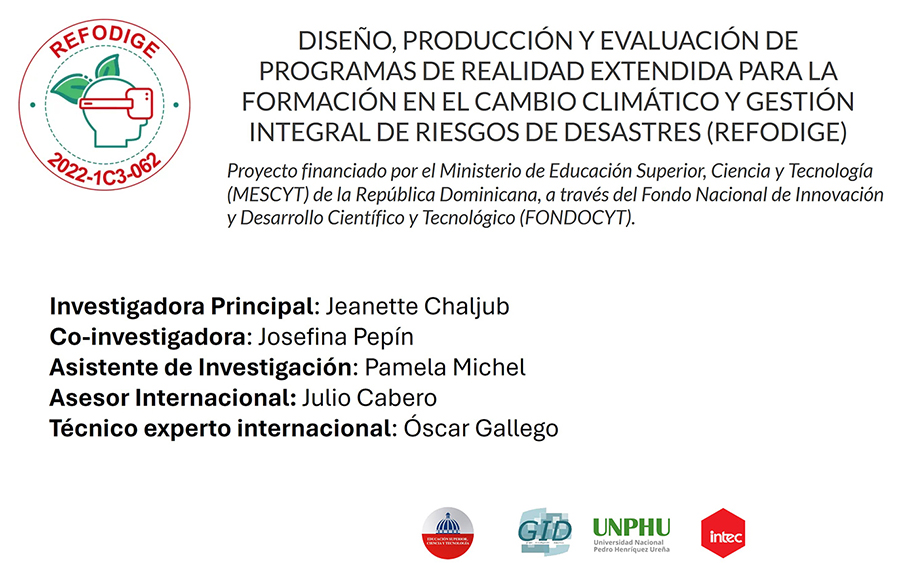 REFODIGE
2022-1C3-062
DISEÑO, PRODUCCIÓN Y EVALUACIÓN DE
PROGRAMAS DE REALIDAD EXTENDIDA PARA LA
FORMACIÓN EN EL CAMBIO CLIMÁTICO Y GESTIÓN
INTEGRAL DE RIESGOS DE DESASTRES (REFODIGE)
Proyecto financiado por el Ministerio de Educación Superior, Ciencia y Tecnología
(MESCYT) de la República Dominicana, a través del Fondo Nacional de Innovación
y Desarrollo Científico y Tecnológico (FONDOCYT).
Investigadora Principal: Jeanette Chaljub
Co-investigadora: Josefina Pepín
Asistente de Investigación: Pamela Michel
Asesor Internacional: Julio Cabero
Técnico experto internacional: Óscar Gallego
EDUCACIÓN SUPERIOR,
CIENCIA Y TECNOLOGÍA
GID
UNPHU
Universidad Nacional
Pedro Henríquez Ureña
intec